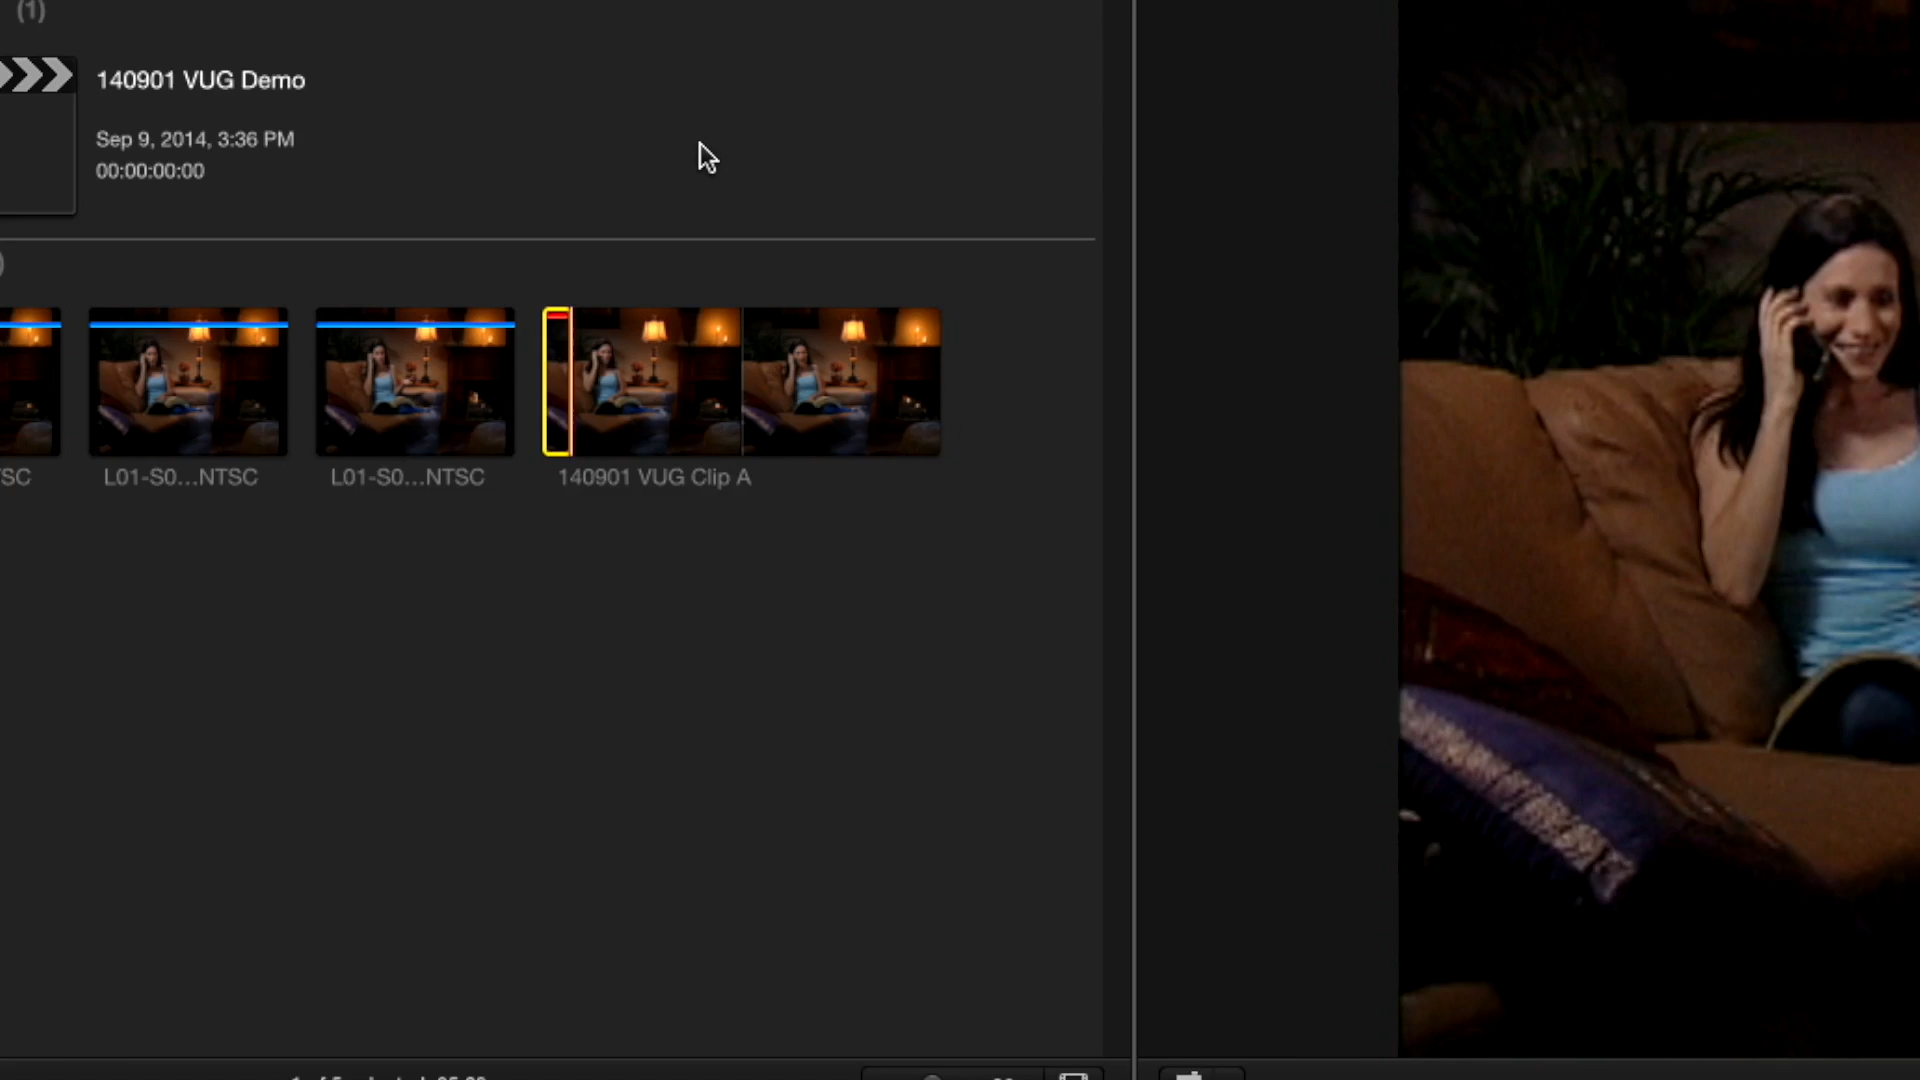 (1)
140901 VUG Demo
Sep 9, 2014, 3:36 PM
00:00:00:00
)
SC
L01-S0...NTSC
L01-S0...NTSC
140901 VUG Clip A